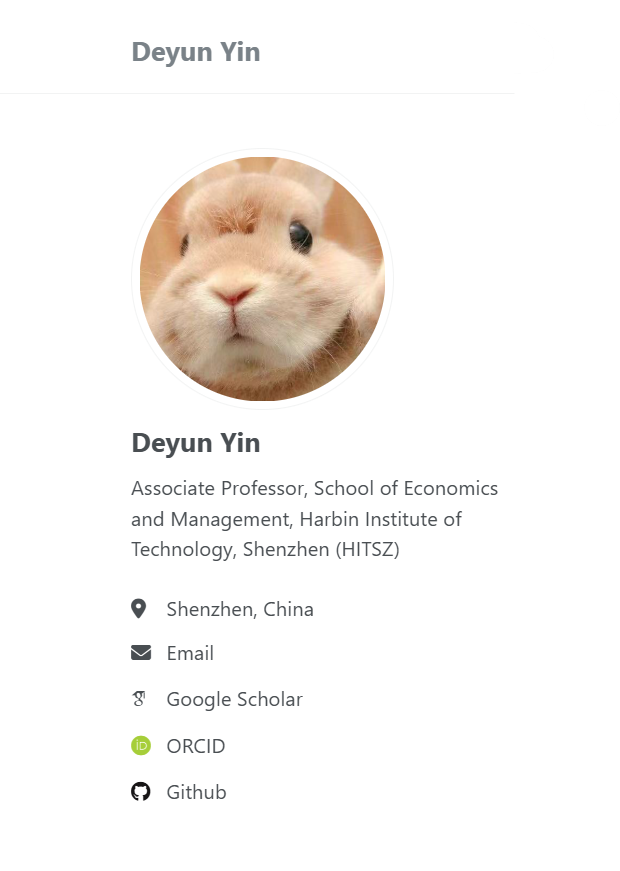 Deyun Yin
Deyun Yin
Associate Professor, School of Economics
and Management, Harbin Institute of
Technology, Shenzhen (HITSZ)
Shenzhen, China
Email
Google Scholar
iD ORCID
Github